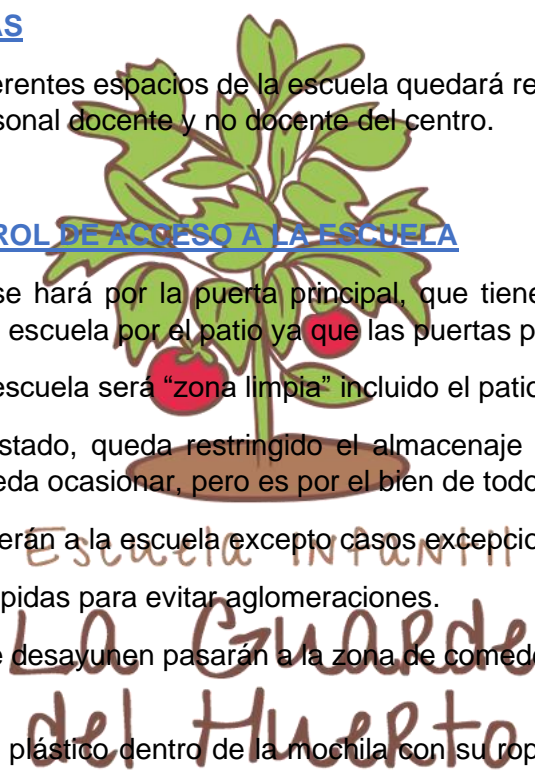 AS
erentes espacios de la escuela quedará re
sonal docente y no docente del centro.
ROL DE ACCESO A LA ESCUELA
se hará por la puerta principal, que tiene
escuela por el patio ya que las puertas p
escuela será “zona limpia” incluido el patio
stado, queda restringido el almacenaje
eda ocasionar, pero es por el bien de todo
erán a la escuela excepto casos excepcio
Escuela Infantil
pidas para evitar aglomeraciones.
La Guarde
e desayunen pasarán a la zona de comedo
del Huerto
plástico dentro de la mochila con su rop